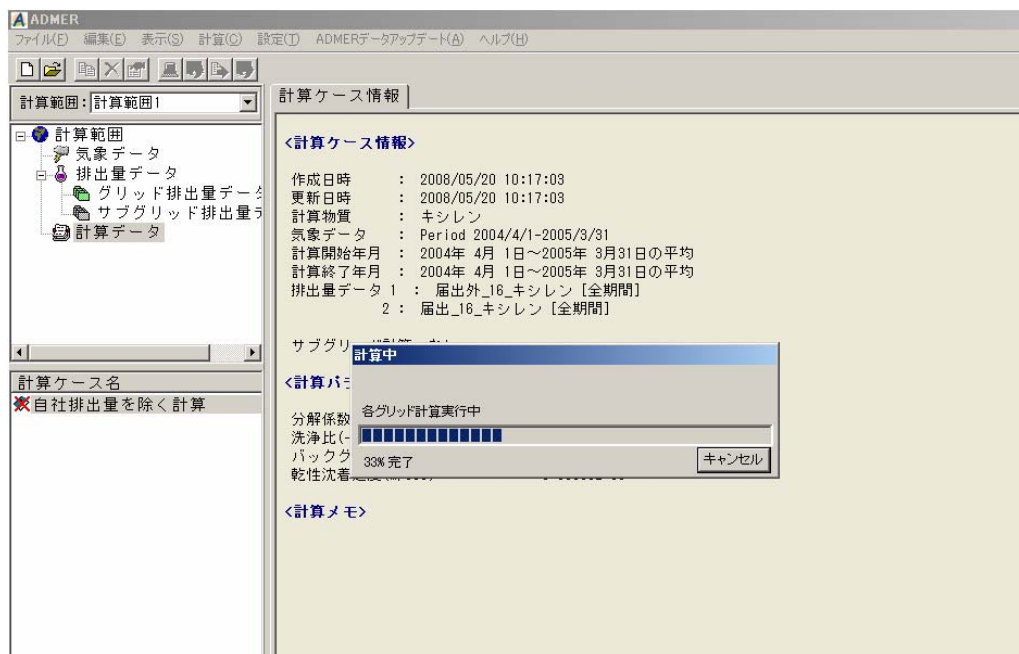 ADMER
ファイル(F) 編集(E) 表示(S) 計算(C) 設定(T) ADMERデータアップデート(A) ヘルプ(H)
計算範囲: 計算範囲1
計算範囲
気象データ
排出量データ
グリッド排出量データ
サブグリッド排出量デ
計算データ
計算ケース名
自社排出量を除く計算
計算ケース情報
<計算ケース情報>
作成日時 : 2008/05/20 10:17:03
更新日時 : 2008/05/20 10:17:03
計算物質 : キシレン
気象データ : Period 2004/4/1-2005/3/31
計算開始年月 : 2004年 4月 1日～2005年 3月31日の平均
計算終了年月 : 2004年 4月 1日～2005年 3月31日の平均
排出量データ 1 : 届出外_16_キシレン [全期間]
2 : 届出_16_キシレン [全期間]
サブグリ
<計算パラ
分解係数
洗浄比(-
バックグ
乾性沈着
<計算メモ>
計算中
各グリッド計算実行中
33% 完了
キャンセル